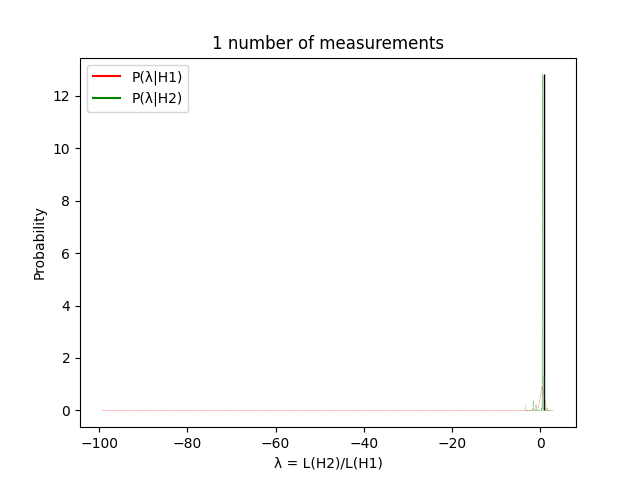 1 number of measurements
P(λ|H1)
P(λ|H2)
Probability
12
10
8
6
4
2
0
−100
−80
−60
−40
−20
0
λ = L(H2)/L(H1)